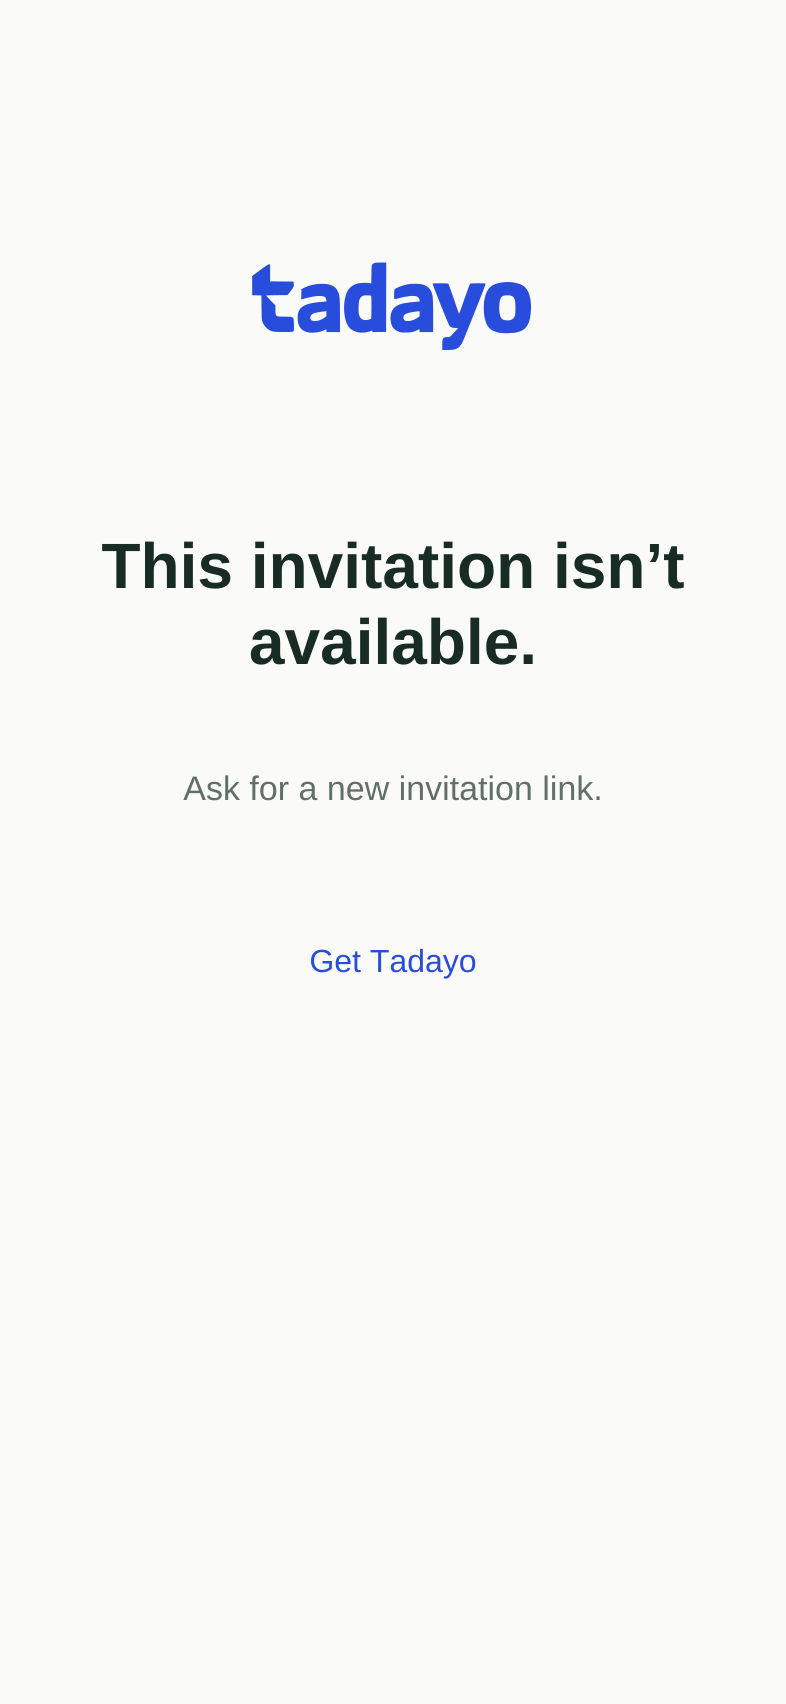 tadayo
This invitation isn’t
available.
Ask for a new invitation link.
Get Tadayo